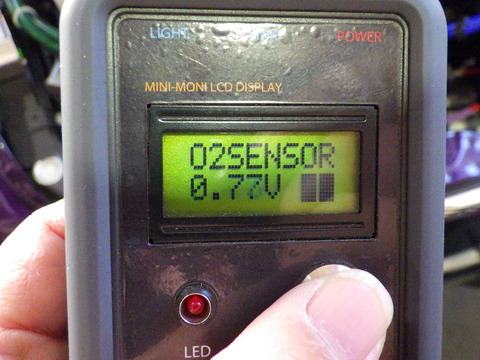 LIGHT
POWER
MINI-MONI LCD DISPLAY
O2SENSOR
0.77V
LED